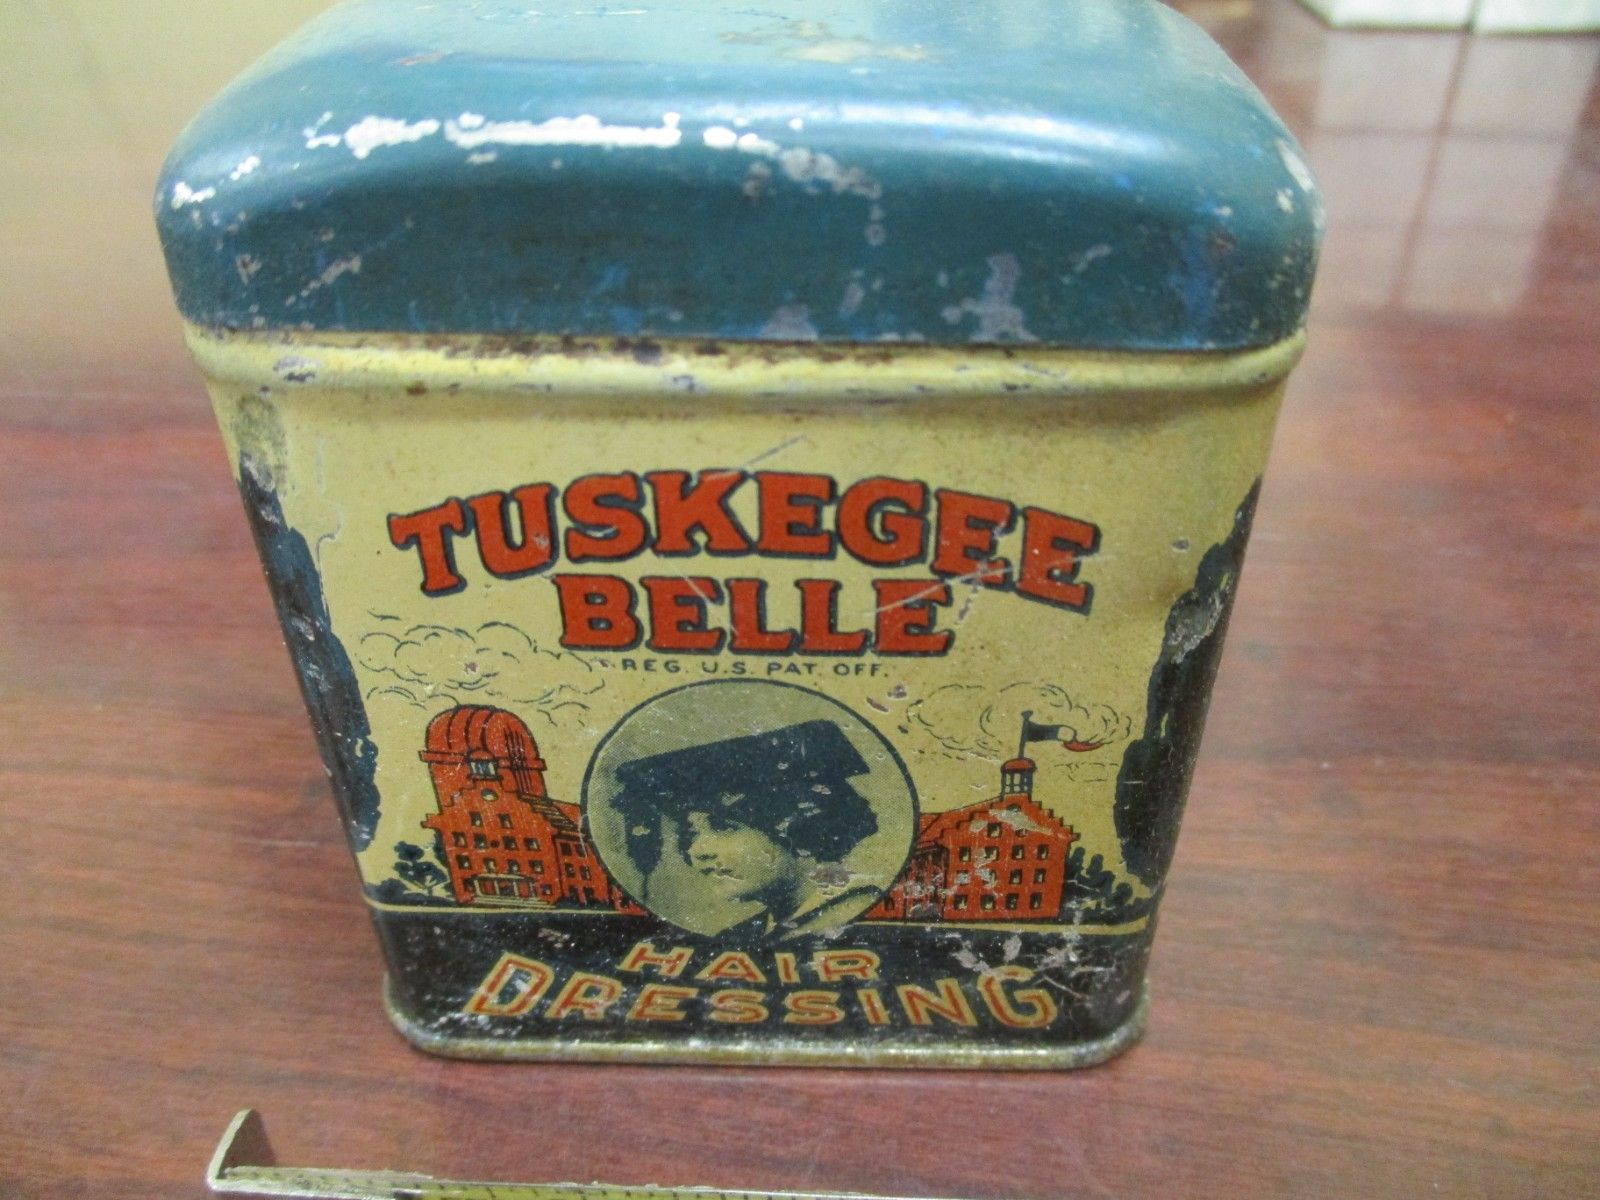 TUSKEGEE
BELLE
REG. U.S. PAT. OFF.
HAIR
DRESSING